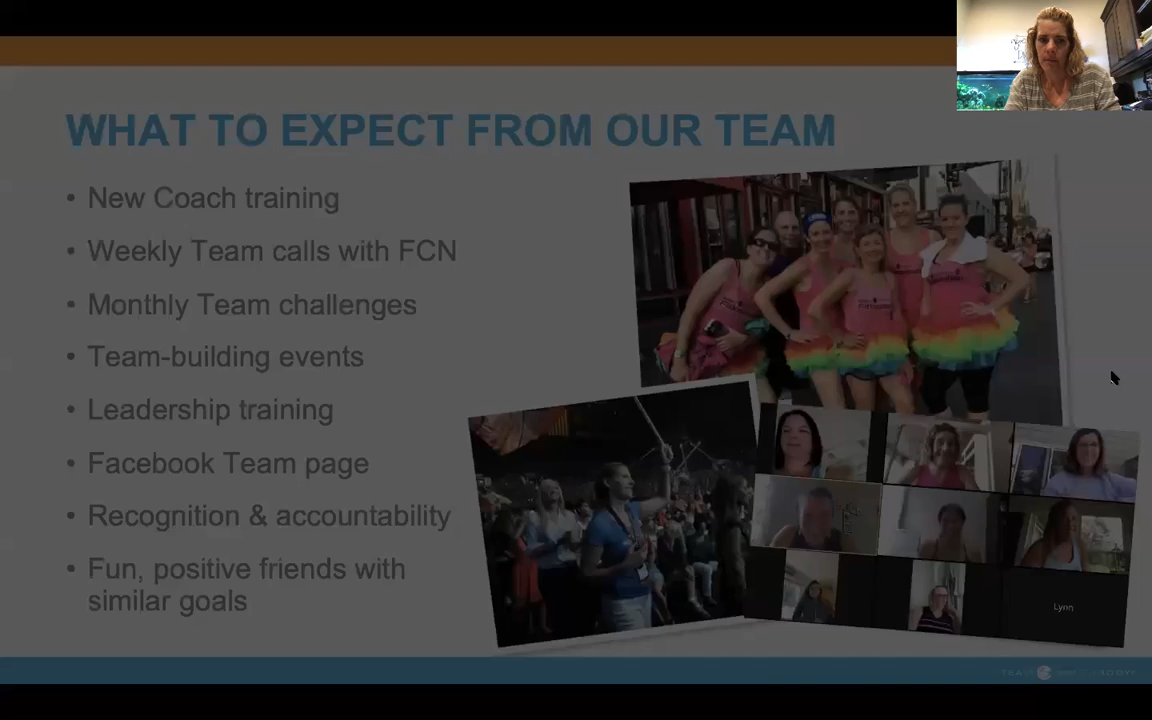 WHAT TO EXPECT FROM OUR TEAM
• New Coach training
• Weekly Team calls with FCN
• Monthly Team challenges
• Team-building events
• Leadership training
• Facebook Team page
• Recognition & accountability
• Fun, positive friends with
similar goals
Lynn
TEAM